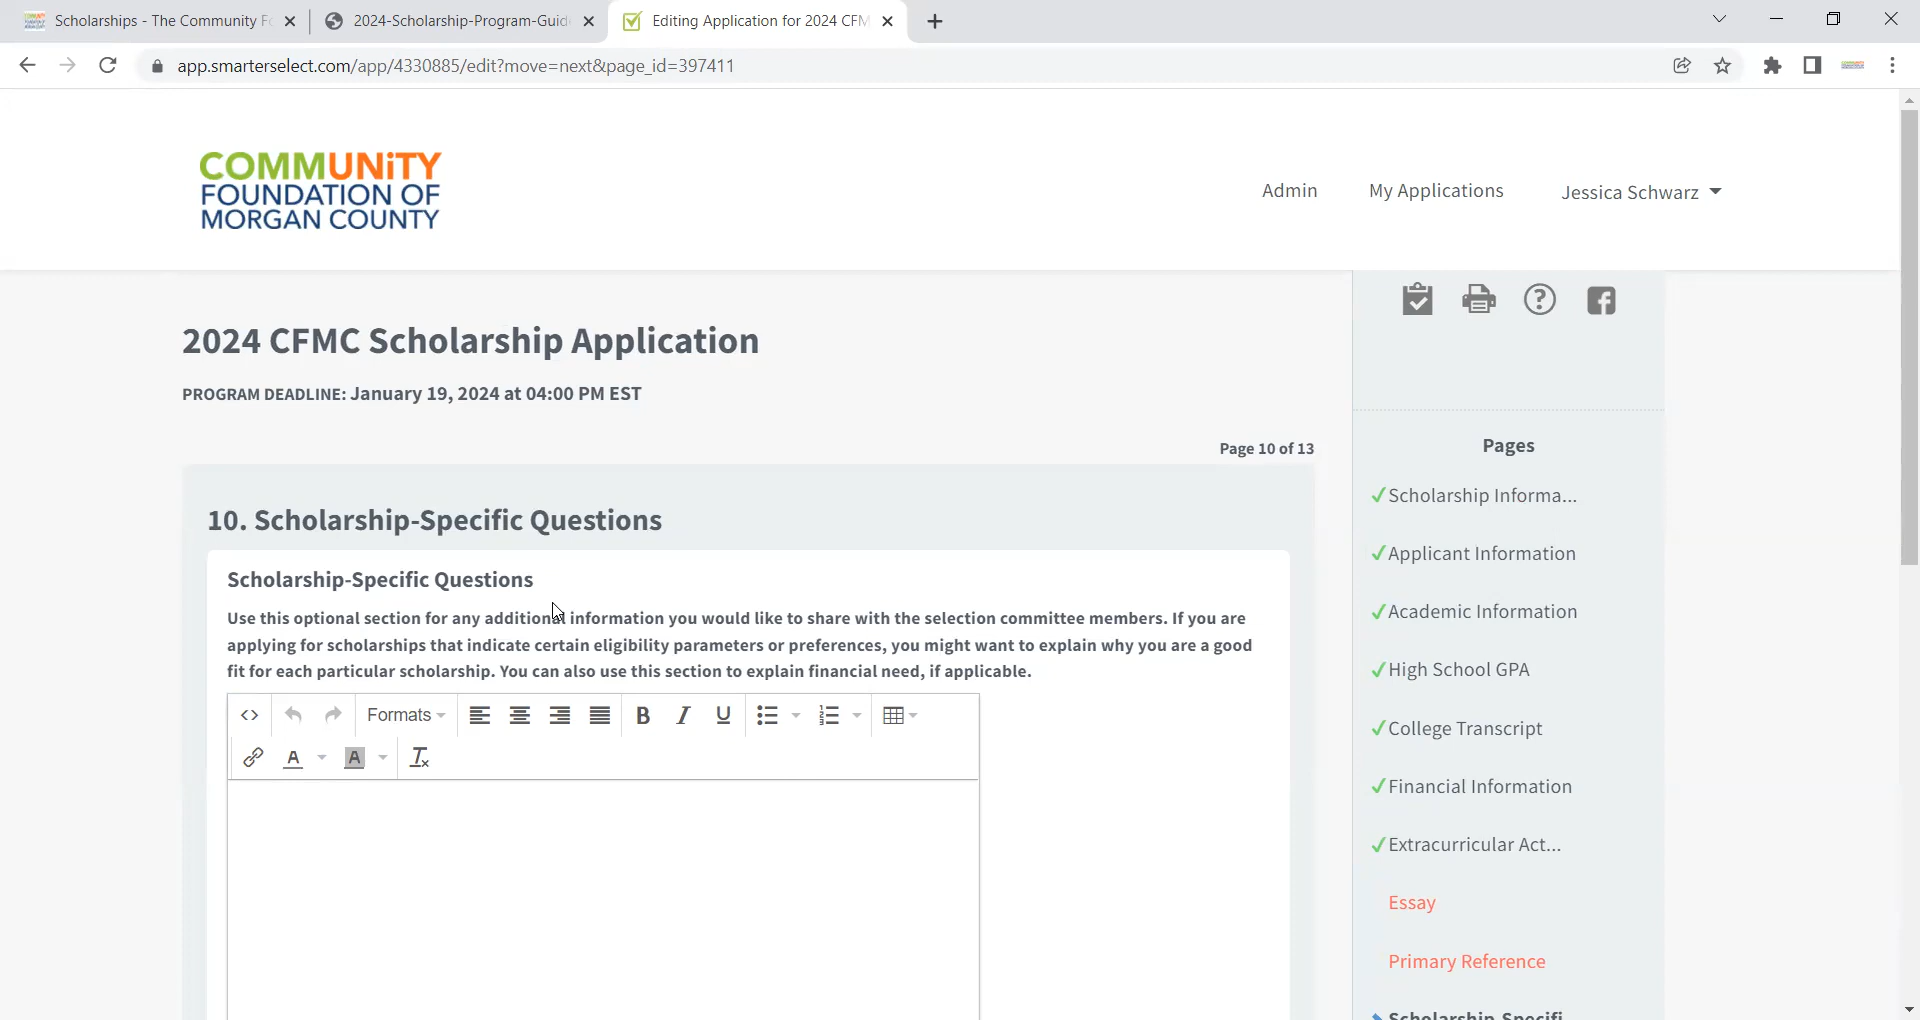 Scholarships - The Community F
2024-Scholarship-Program-Guid
Editing Application for 2024 CFM
app.smarterselect.com/app/4330885/edit?move=next&page_id=397411
COMMUNiTY
FOUNDATION OF
MORGAN COUNTY
Admin
My Applications
Jessica Schwarz
2024 CFMC Scholarship Application
PROGRAM DEADLINE: January 19, 2024 at 04:00 PM EST
Page 10 of 13
10. Scholarship-Specific Questions
Scholarship-Specific Questions
Use this optional section for any additional information you would like to share with the selection committee members. If you are
applying for scholarships that indicate certain eligibility parameters or preferences, you might want to explain why you are a good
fit for each particular scholarship. You can also use this section to explain financial need, if applicable.
Formats
Pages
Scholarship Informa...
Applicant Information
Academic Information
High School GPA
College Transcript
Financial Information
Extracurricular Act...
Essay
Primary Reference
Scholarship-Specifi